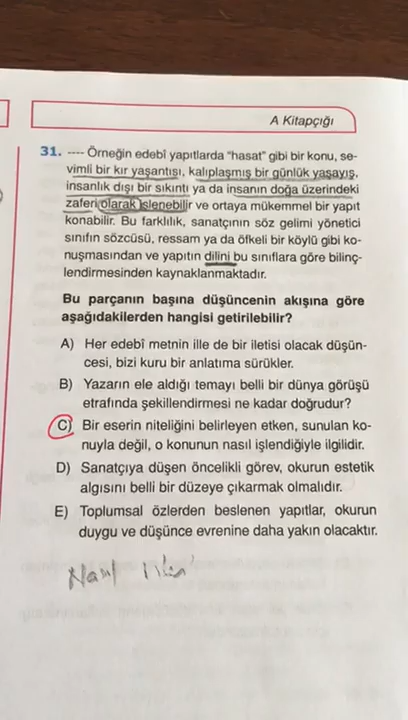 A Kitapçığı
31. ---- Örneğin edebî yapıtlarda "hasat" gibi bir konu, se-
vimli bir kır yaşantısı, kalıplaşmış bir günlük yaşayış,
insanlık dışı bir sıkıntı ya da insanın doğa üzerindeki
zaferi olarak işlenebilir ve ortaya mükemmel bir yapıt
konabilir. Bu farklılık, sanatçının söz gelimi yönetici
sınıfın sözcüsü, ressam ya da öfkeli bir köylü gibi ko-
nuşmasından ve yapıtın dilini bu sınıflara göre bilinç-
lendirmesinden kaynaklanmaktadır.
Bu parçanın başına düşüncenin akışına göre
aşağıdakilerden hangisi getirilebilir?
A) Her edebî metnin ille de bir iletisi olacak düşün-
cesi, bizi kuru bir anlatıma sürükler.
B) Yazarın ele aldığı temayı belli bir dünya görüşü
etrafında şekillendirmesi ne kadar doğrudur?
C) Bir eserin niteliğini belirleyen etken, sunulan ko-
nuyla değil, o konunun nasıl işlendiğiyle ilgilidir.
D) Sanatçıya düşen öncelikli görev, okurun estetik
algısını belli bir düzeye çıkarmak olmalıdır.
E) Toplumsal özlerden beslenen yapıtlar, okurun
duygu ve düşünce evrenine daha yakın olacaktır.
Nasıl